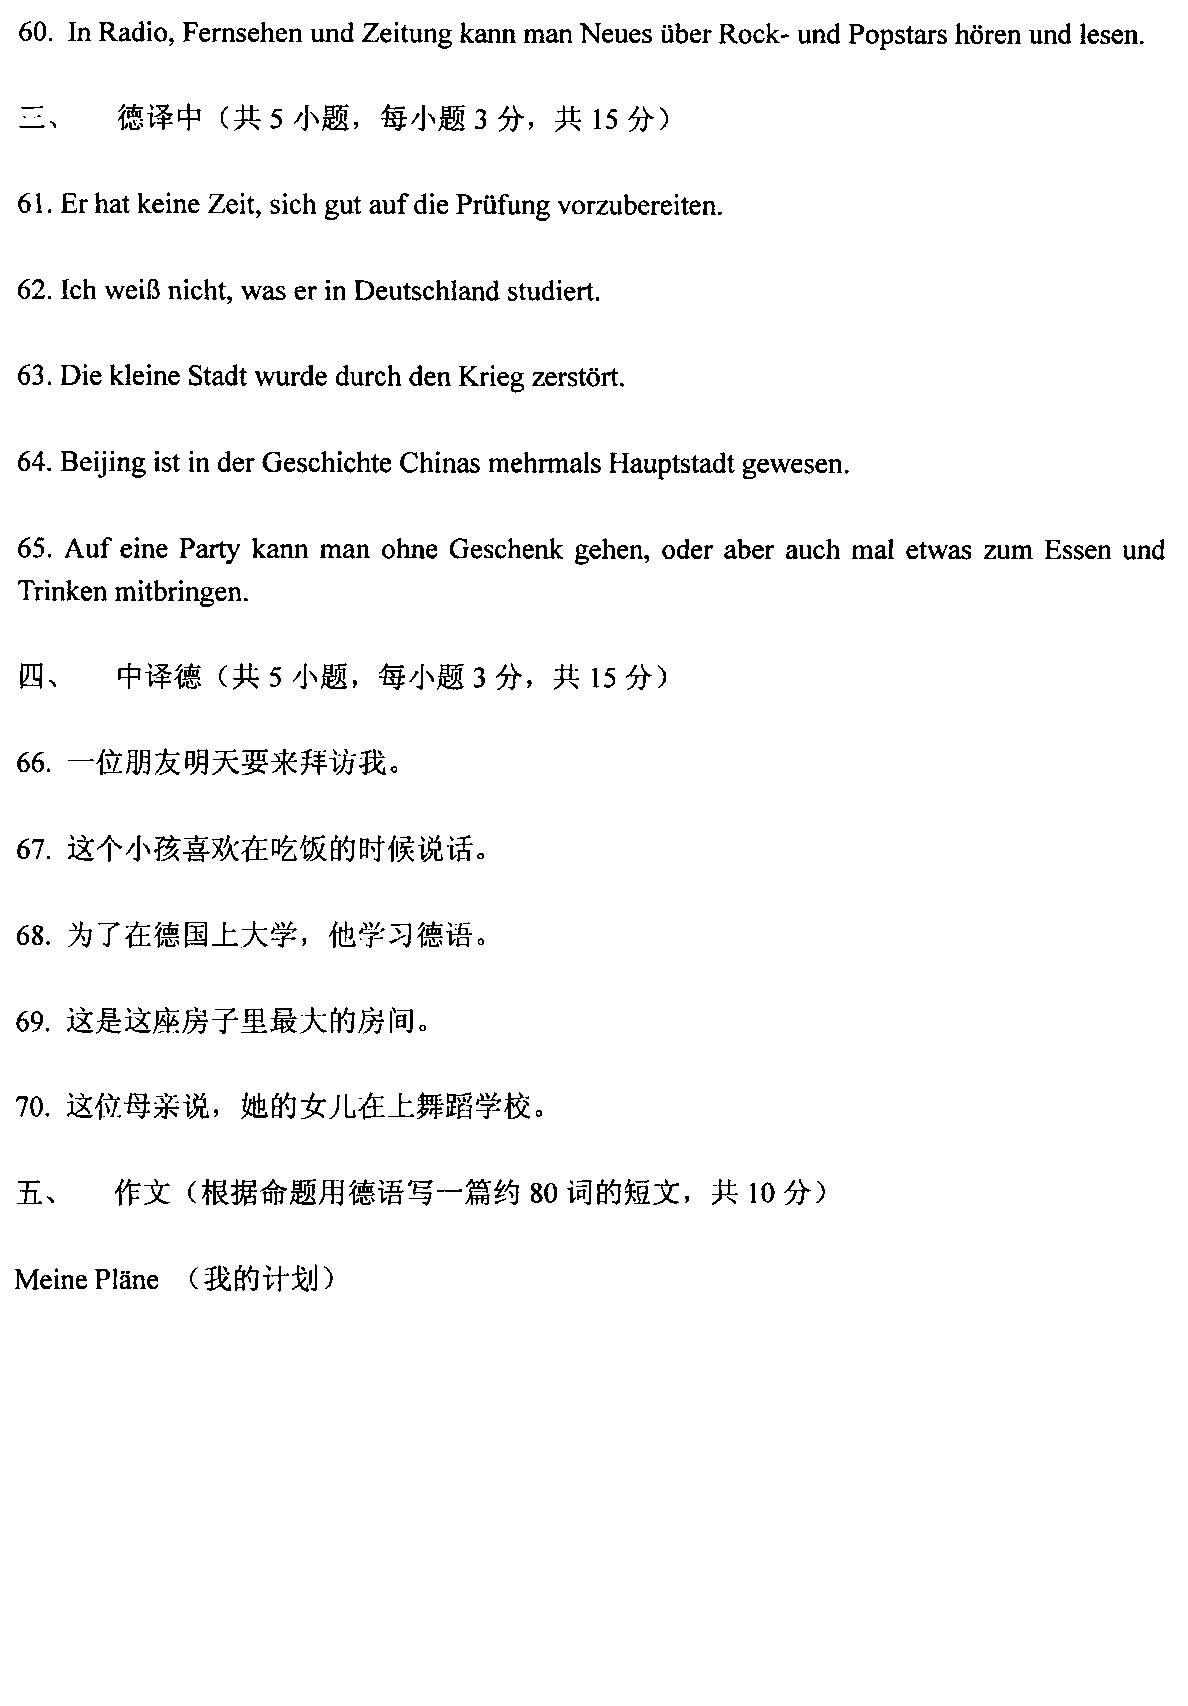 60. In Radio, Fernsehen und Zeitung kann man Neues über Rock- und Popstars hören und lesen.
三、 德译中（共 5 小题，每小题 3 分，共 15 分）
61. Er hat keine Zeit, sich gut auf die Prüfung vorzubereiten.
62. Ich weiß nicht, was er in Deutschland studiert.
63. Die kleine Stadt wurde durch den Krieg zerstört.
64. Beijing ist in der Geschichte Chinas mehrmals Hauptstadt gewesen.
65. Auf eine Party kann man ohne Geschenk gehen, oder aber auch mal etwas zum Essen und
Trinken mitbringen.
四、 中译德（共 5 小题，每小题 3 分，共 15 分）
66. 一位朋友明天要来拜访我。
67. 这个小孩喜欢在吃饭的时候说话。
68. 为了在德国上大学，他学习德语。
69. 这是这座房子里最大的房间。
70. 这位母亲说，她的女儿在上舞蹈学校。
五、 作文（根据命题用德语写一篇约 80 词的短文，共 10 分）
Meine Pläne （我的计划）